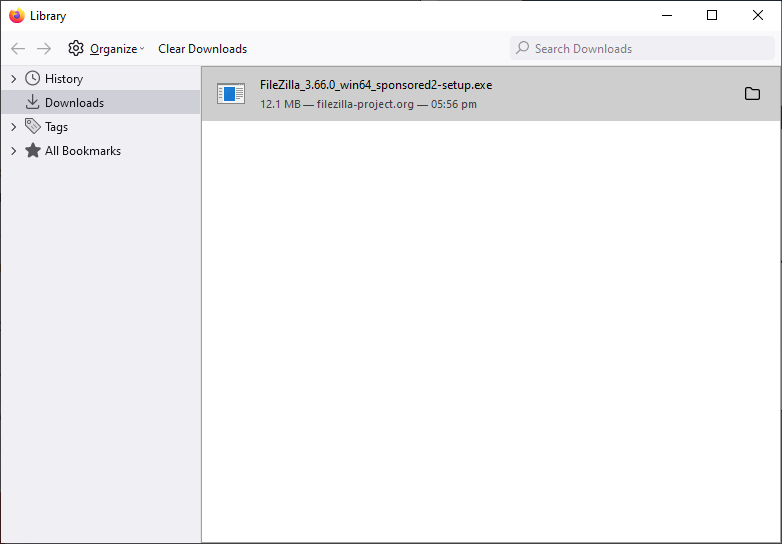 Library
Organize
Clear Downloads
Search Downloads
History
Downloads
Tags
All Bookmarks
FileZilla_3.66.0_win64_sponsored2-setup.exe
12.1 MB — filezilla-project.org — 05:56 pm